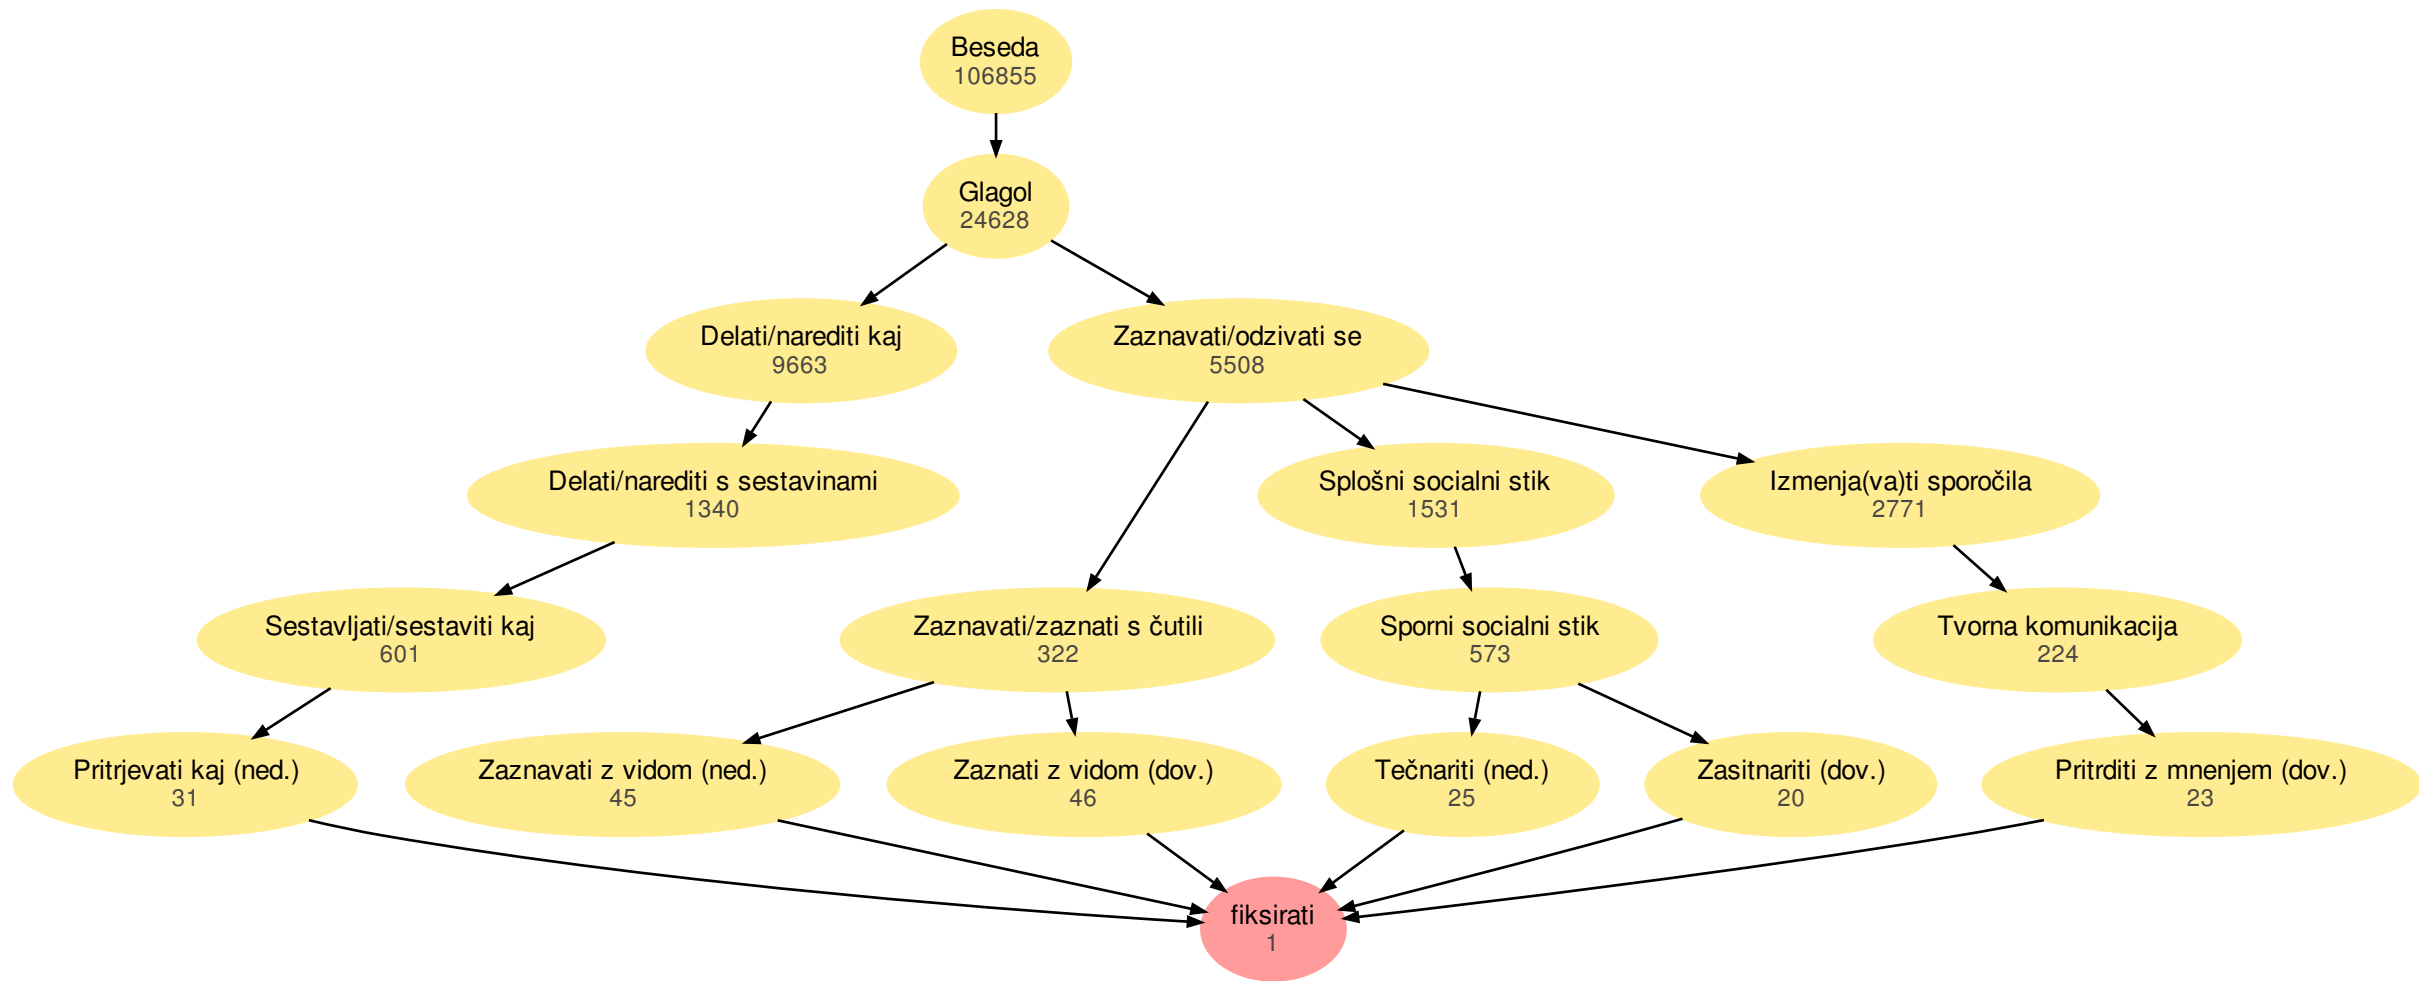 Beseda
106855
Glagol
24628
Delati/narediti kaj
9663
Zaznavati/odzivati se
5508
Delati/narediti s sestavinami
1340
Splošni socialni stik
1531
Izmenja(va)ti sporočila
2771
Sestavljati/sestaviti kaj
601
Zaznavati/zaznati s čutili
322
Sporni socialni stik
573
Tvorna komunikacija
224
Pritrjevati kaj (ned.)
31
Zaznavati z vidom (ned.)
45
Zaznati z vidom (dov.)
46
Tečnariti (ned.)
25
Zasitnariti (dov.)
20
Pritrditi z mnenjem (dov.)
23
fiksirati
1